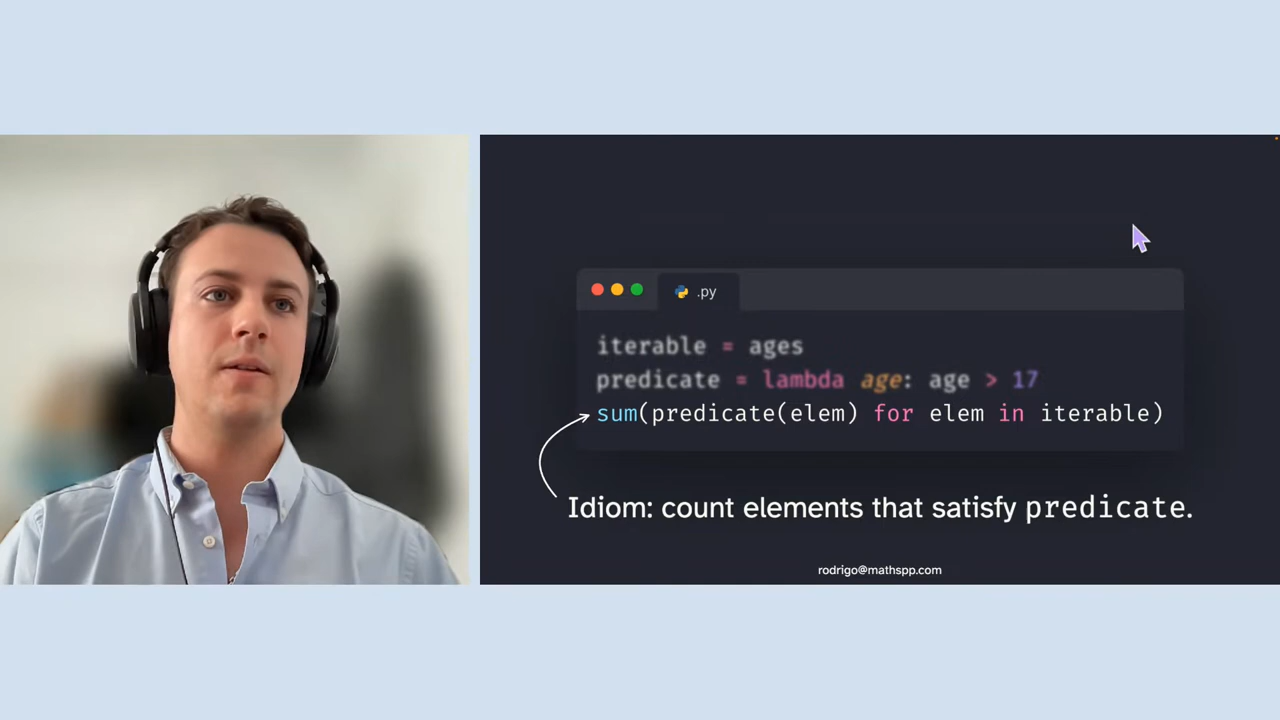 .py
iterable = ages
predicate = lambda age: age > 17
sum(predicate(elem) for elem in iterable)
Idiom: count elements that satisfy predicate.
rodrigo@mathspp.com